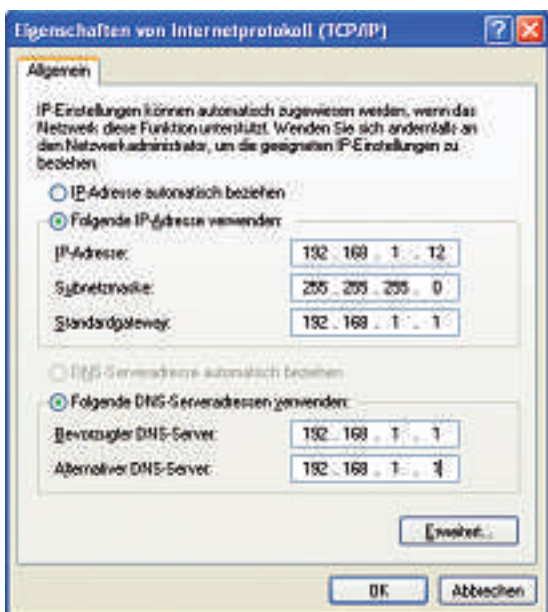 Eigenschaften von Internetprotokoll (TCP/IP)
Allgemein
IP-Einstellungen können automatisch zugewiesen werden, wenn das
Netzwerk diese Funktion unterstützt. Wenden Sie sich andernfalls an
den Netzwerkadministrator, um die geeigneten IP-Einstellungen zu
beziehen.
IP-Adresse automatisch beziehen
Folgende IP-Adresse verwenden:
IP-Adresse: 192 . 168 . 1 . 12
Subnetzmaske: 255 . 255 . 255 . 0
Standardgateway: 192 . 168 . 1 . 1
DNS-Serveradresse automatisch beziehen
Folgende DNS-Serveradressen verwenden:
Bevorzugter DNS-Server: 192 . 168 . 1 . 1
Alternativer DNS-Server: 192 . 168 . 1 . 1
Erweitert...
OK Abbrechen